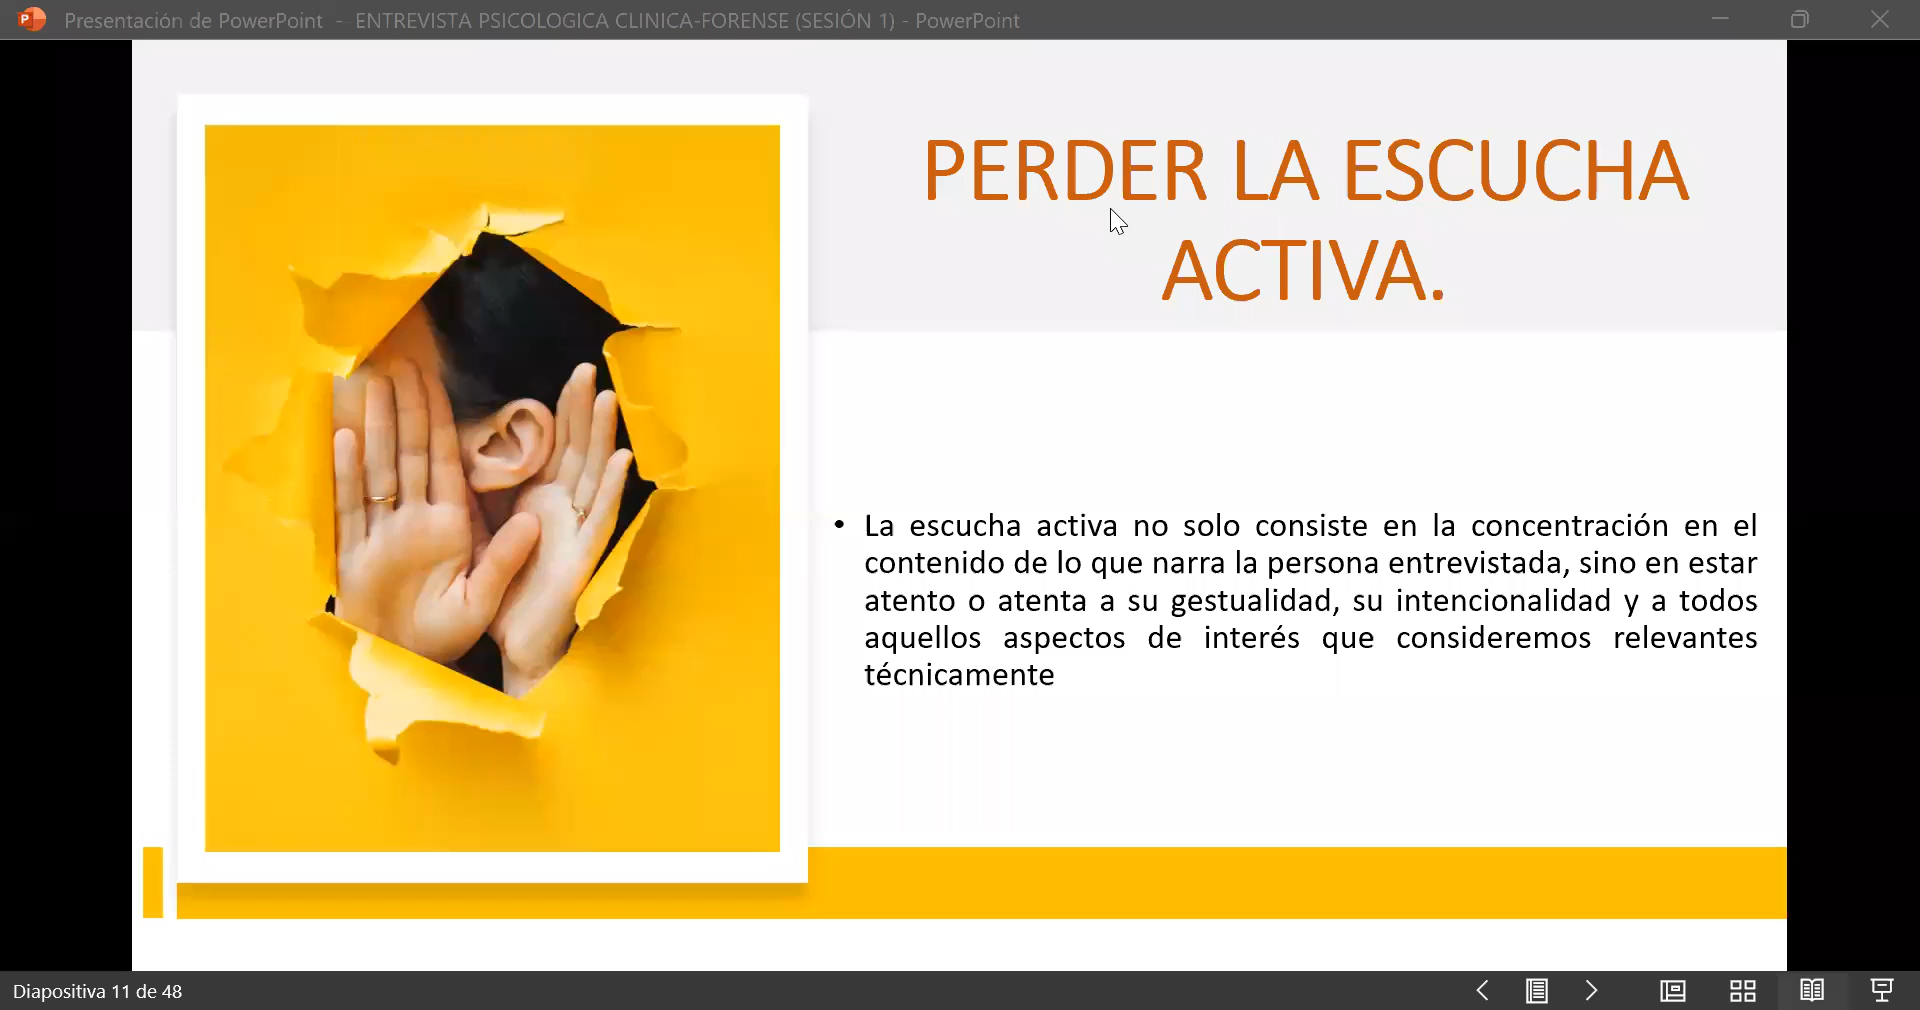 Presentación de PowerPoint - ENTREVISTA PSICOLOGICA CLINICA-FORENSE (SESIÓN 1) - PowerPoint
PERDER LA ESCUCHA
ACTIVA.
• La escucha activa no solo consiste en la concentración en el
contenido de lo que narra la persona entrevistada, sino en estar
atento o atenta a su gestualidad, su intencionalidad y a todos
aquellos aspectos de interés que consideremos relevantes
técnicamente
Diapositiva 11 de 48